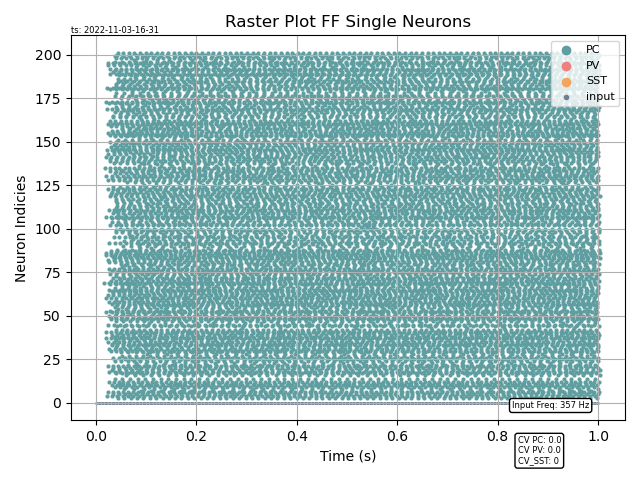 Raster Plot FF Single Neurons
ts: 2022-11-03-16-31
PC
PV
SST
input
200
175
150
125
100
75
50
25
0
Neuron Indicies
Input Freq: 357 Hz
0.0 0.2 0.4 0.6 0.8 1.0
Time (s)
CV PC: 0.0
CV PV: 0.0
CV_SST: 0